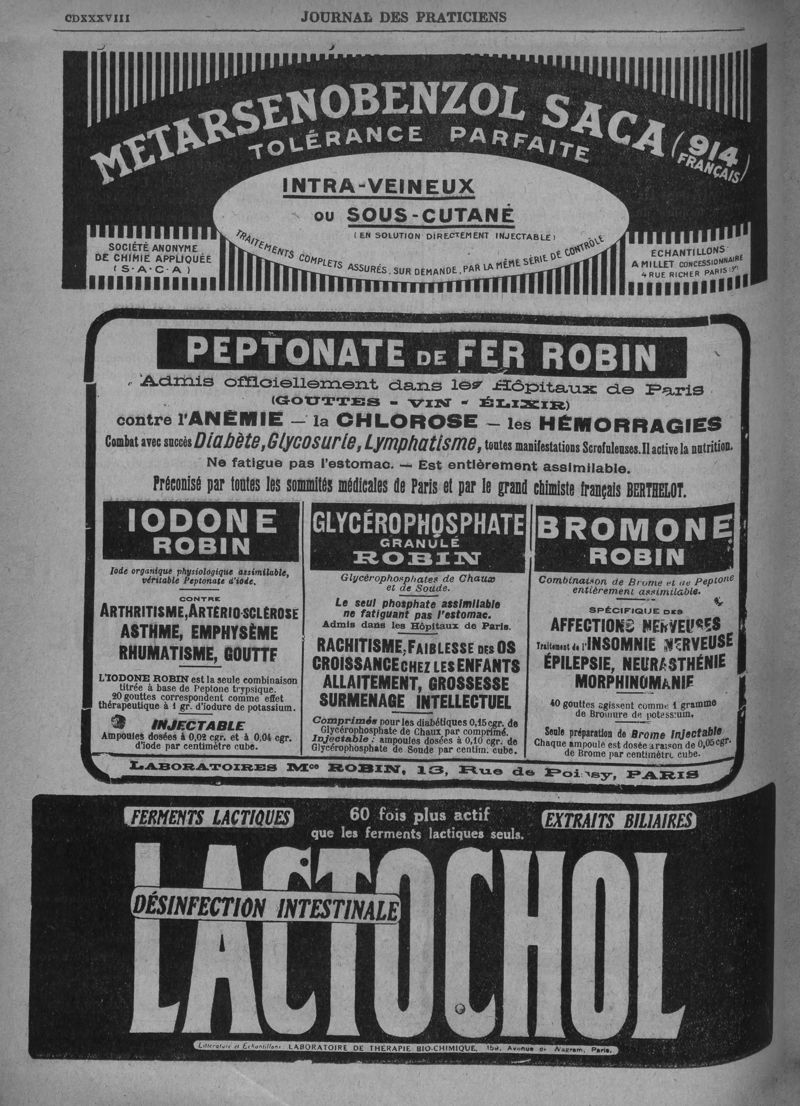 CDXXXVIII
JOURNAL DES PRATICIENS
METARSENOBENZOL SACA (914 FRANÇAIS)
TOLÉRANCE PARFAITE
INTRA-VEINEUX
OU SOUS-CUTANÉ
(EN SOLUTION DIRECTEMENT INJECTABLE)
TRAITEMENTS COMPLETS ASSURÉS, SUR DEMANDE, PAR LA MÊME SÉRIE DE CONTRÔLE
SOCIÉTÉ ANONYME
DE CHIMIE APPLIQUÉE
(S·A·C·A)
ECHANTILLONS
A MILLET CONCESSIONNAIRE
4 RUE RICHER PARIS
PEPTONATE DE FER ROBIN
Admis officiellement dans les Hôpitaux de Paris
(GOUTTES - VIN - ÉLIXIR)
contre l'ANÉMIE — la CHLOROSE — les HÉMORRAGIES
Combat avec succès Diabète, Glycosurie, Lymphatisme, toutes manifestations Scrofuleuses. Il active la nutrition.
Ne fatigue pas l'estomac. — Est entièrement assimilable.
Préconisé par toutes les sommités médicales de Paris et par le grand chimiste français BERTHELOT.
IODONE
ROBIN
Iode organique physiologique assimilable,
véritable Peptonate d'iode.
CONTRE
ARTHRITISME, ARTÉRIO-SCLÉROSE
ASTHME, EMPHYSÈME
RHUMATISME, GOUTTE
L'IODONE ROBIN est la seule combinaison
titrée à base de Peptone trypsique.
20 gouttes correspondent comme effet
thérapeutique à 1 gr. d'iodure de potassium.
INJECTABLE
Ampoules dosées à 0,02 cgr. et à 0,04 cgr.
d'iode par centimètre cube.
GLYCÉROPHOSPHATE
GRANULÉ
ROBIN
Glycérophosphates de Chaux
et de Soude.
Le seul phosphate assimilable
ne fatiguant pas l'estomac.
Admis dans les Hôpitaux de Paris.
RACHITISME, FAIBLESSE DES OS
CROISSANCE CHEZ LES ENFANTS
ALLAITEMENT, GROSSESSE
SURMENAGE INTELLECTUEL
Comprimés pour les diabétiques 0,15 cgr. de
Glycérophosphate de Chaux par comprimé.
Injectable: ampoules dosées à 0,10 cgr. de
Glycérophosphate de Soude par centim. cube.
BROMONE
ROBIN
Combinaison de Brome et de Peptone
entièrement assimilable.
SPÉCIFIQUE DES
AFFECTIONS NERVEUSES
Traitement de l'INSOMNIE NERVEUSE
ÉPILEPSIE, NEURASTHÉNIE
MORPHINOMANIE
40 gouttes agissent comme 1 gramme
de Bromure de potassium.
Seule préparation de Brome Injectable
Chaque ampoule est dosée à raison de 0,05 cgr.
de Brome par centimètre cube.
LABORATOIRES Mce ROBIN, 13, Rue de Poissy, PARIS
FERMENTS LACTIQUES
60 fois plus actif
que les ferments lactiques seuls.
EXTRAITS BILIAIRES
LACTOCHOL
DÉSINFECTION INTESTINALE
Littérature et Échantillons: LABORATOIRE DE THÉRAPIE BIO-CHIMIQUE, 159, Avenue de Wagram, Paris.